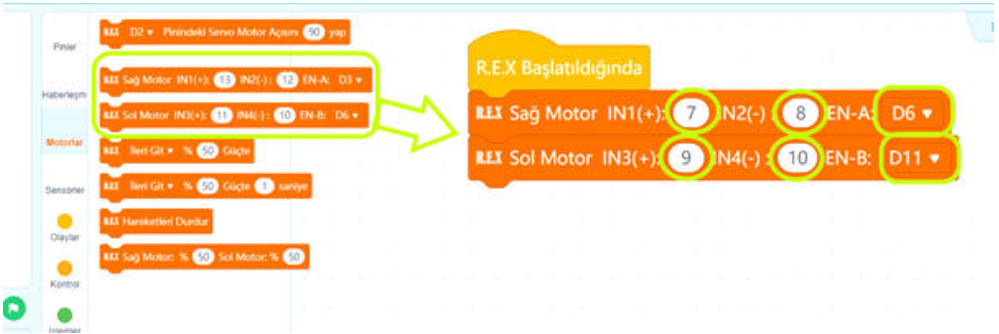 Pinler
Haberleşm
Motorlar
Sensörler
Olaylar
Kontrol
İşlemler
R.E.X D2 ▾ Pinindeki Servo Motor Açısını 90 yap
R.E.X Sağ Motor IN1(+): 13 IN2(-) : 12 EN-A: D3 ▾
R.E.X Sol Motor IN3(+): 11 IN4(-) : 10 EN-B: D6 ▾
R.E.X İleri Git ▾ % 50 Güçte
R.E.X İleri Git ▾ % 50 Güçte 1 saniye
R.E.X Hareketleri Durdur
R.E.X Sağ Motor: % 50 Sol Motor: % 50
R.E.X Başlatıldığında
R.E.X Sağ Motor IN1(+): 7 IN2(-) : 8 EN-A: D6 ▾
R.E.X Sol Motor IN3(+): 9 IN4(-) : 10 EN-B: D11 ▾